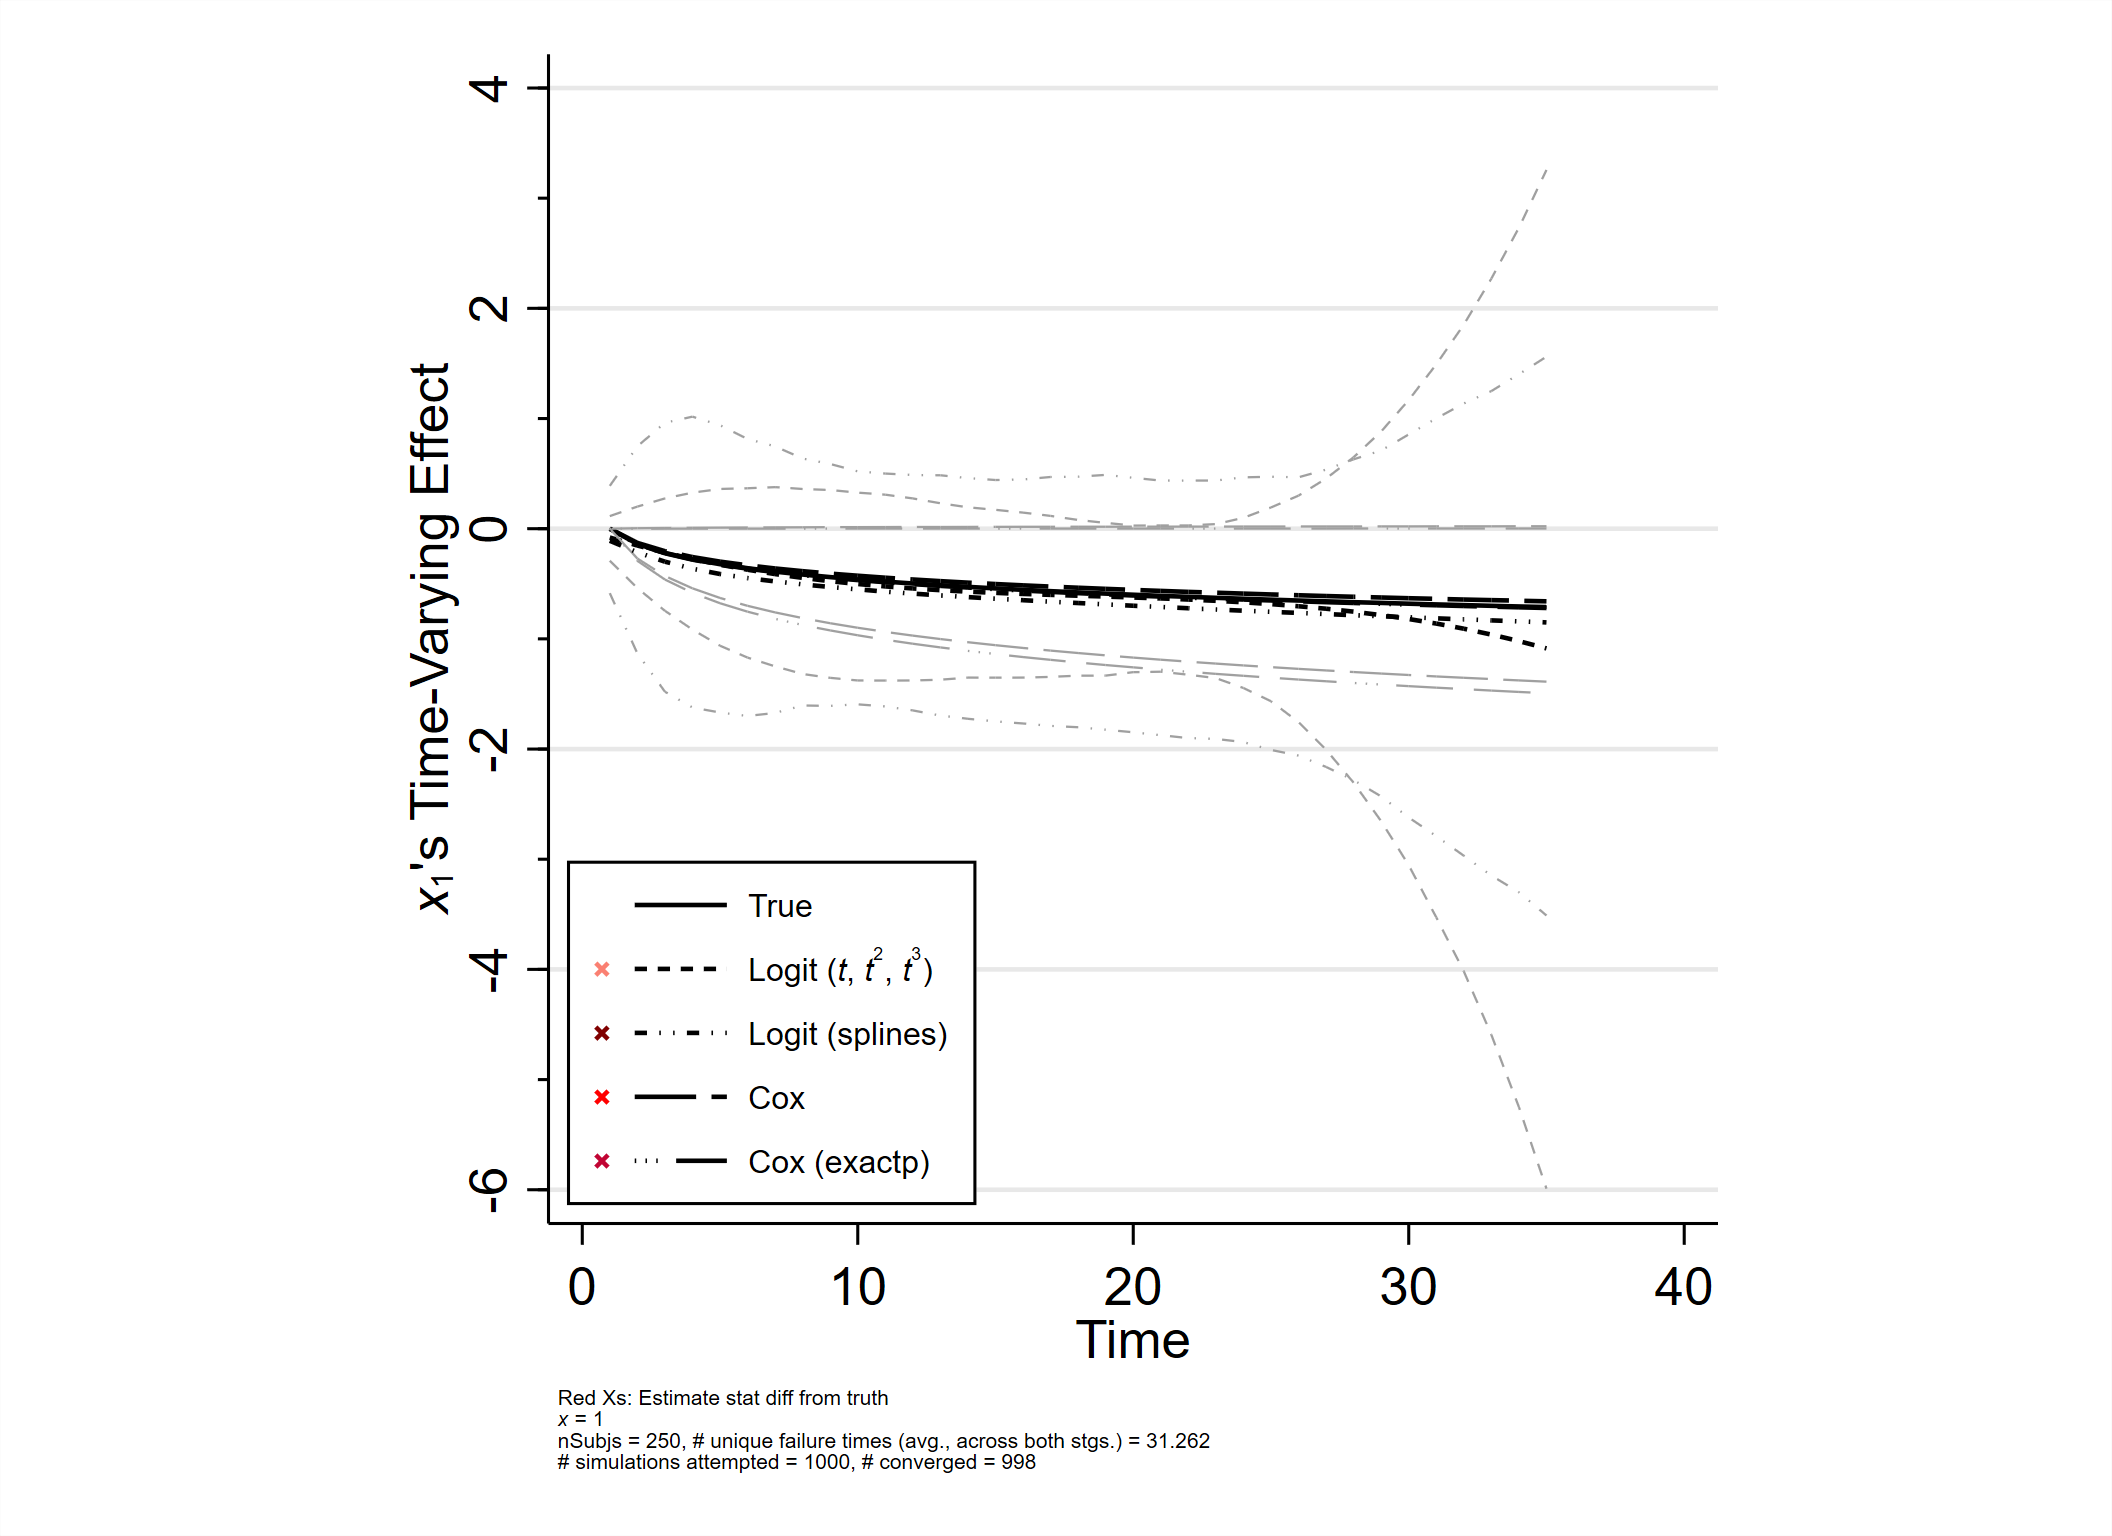 4
2
0
-2
-4
-6
x₁'s Time-Varying Effect
True
Logit (t, t², t³)
Logit (splines)
Cox
Cox (exactp)
0 10 20 30 40
Time
Red Xs: Estimate stat diff from truth
x = 1
nSubjs = 250, # unique failure times (avg., across both stgs.) = 31.262
# simulations attempted = 1000, # converged = 998